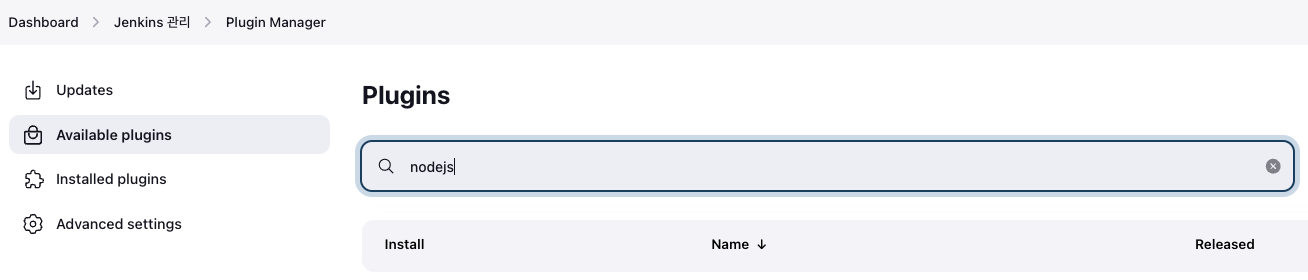 Dashboard > Jenkins 관리 > Plugin Manager
Updates
Available plugins
Installed plugins
Advanced settings
Plugins
nodejs
Install Name ↓ Released